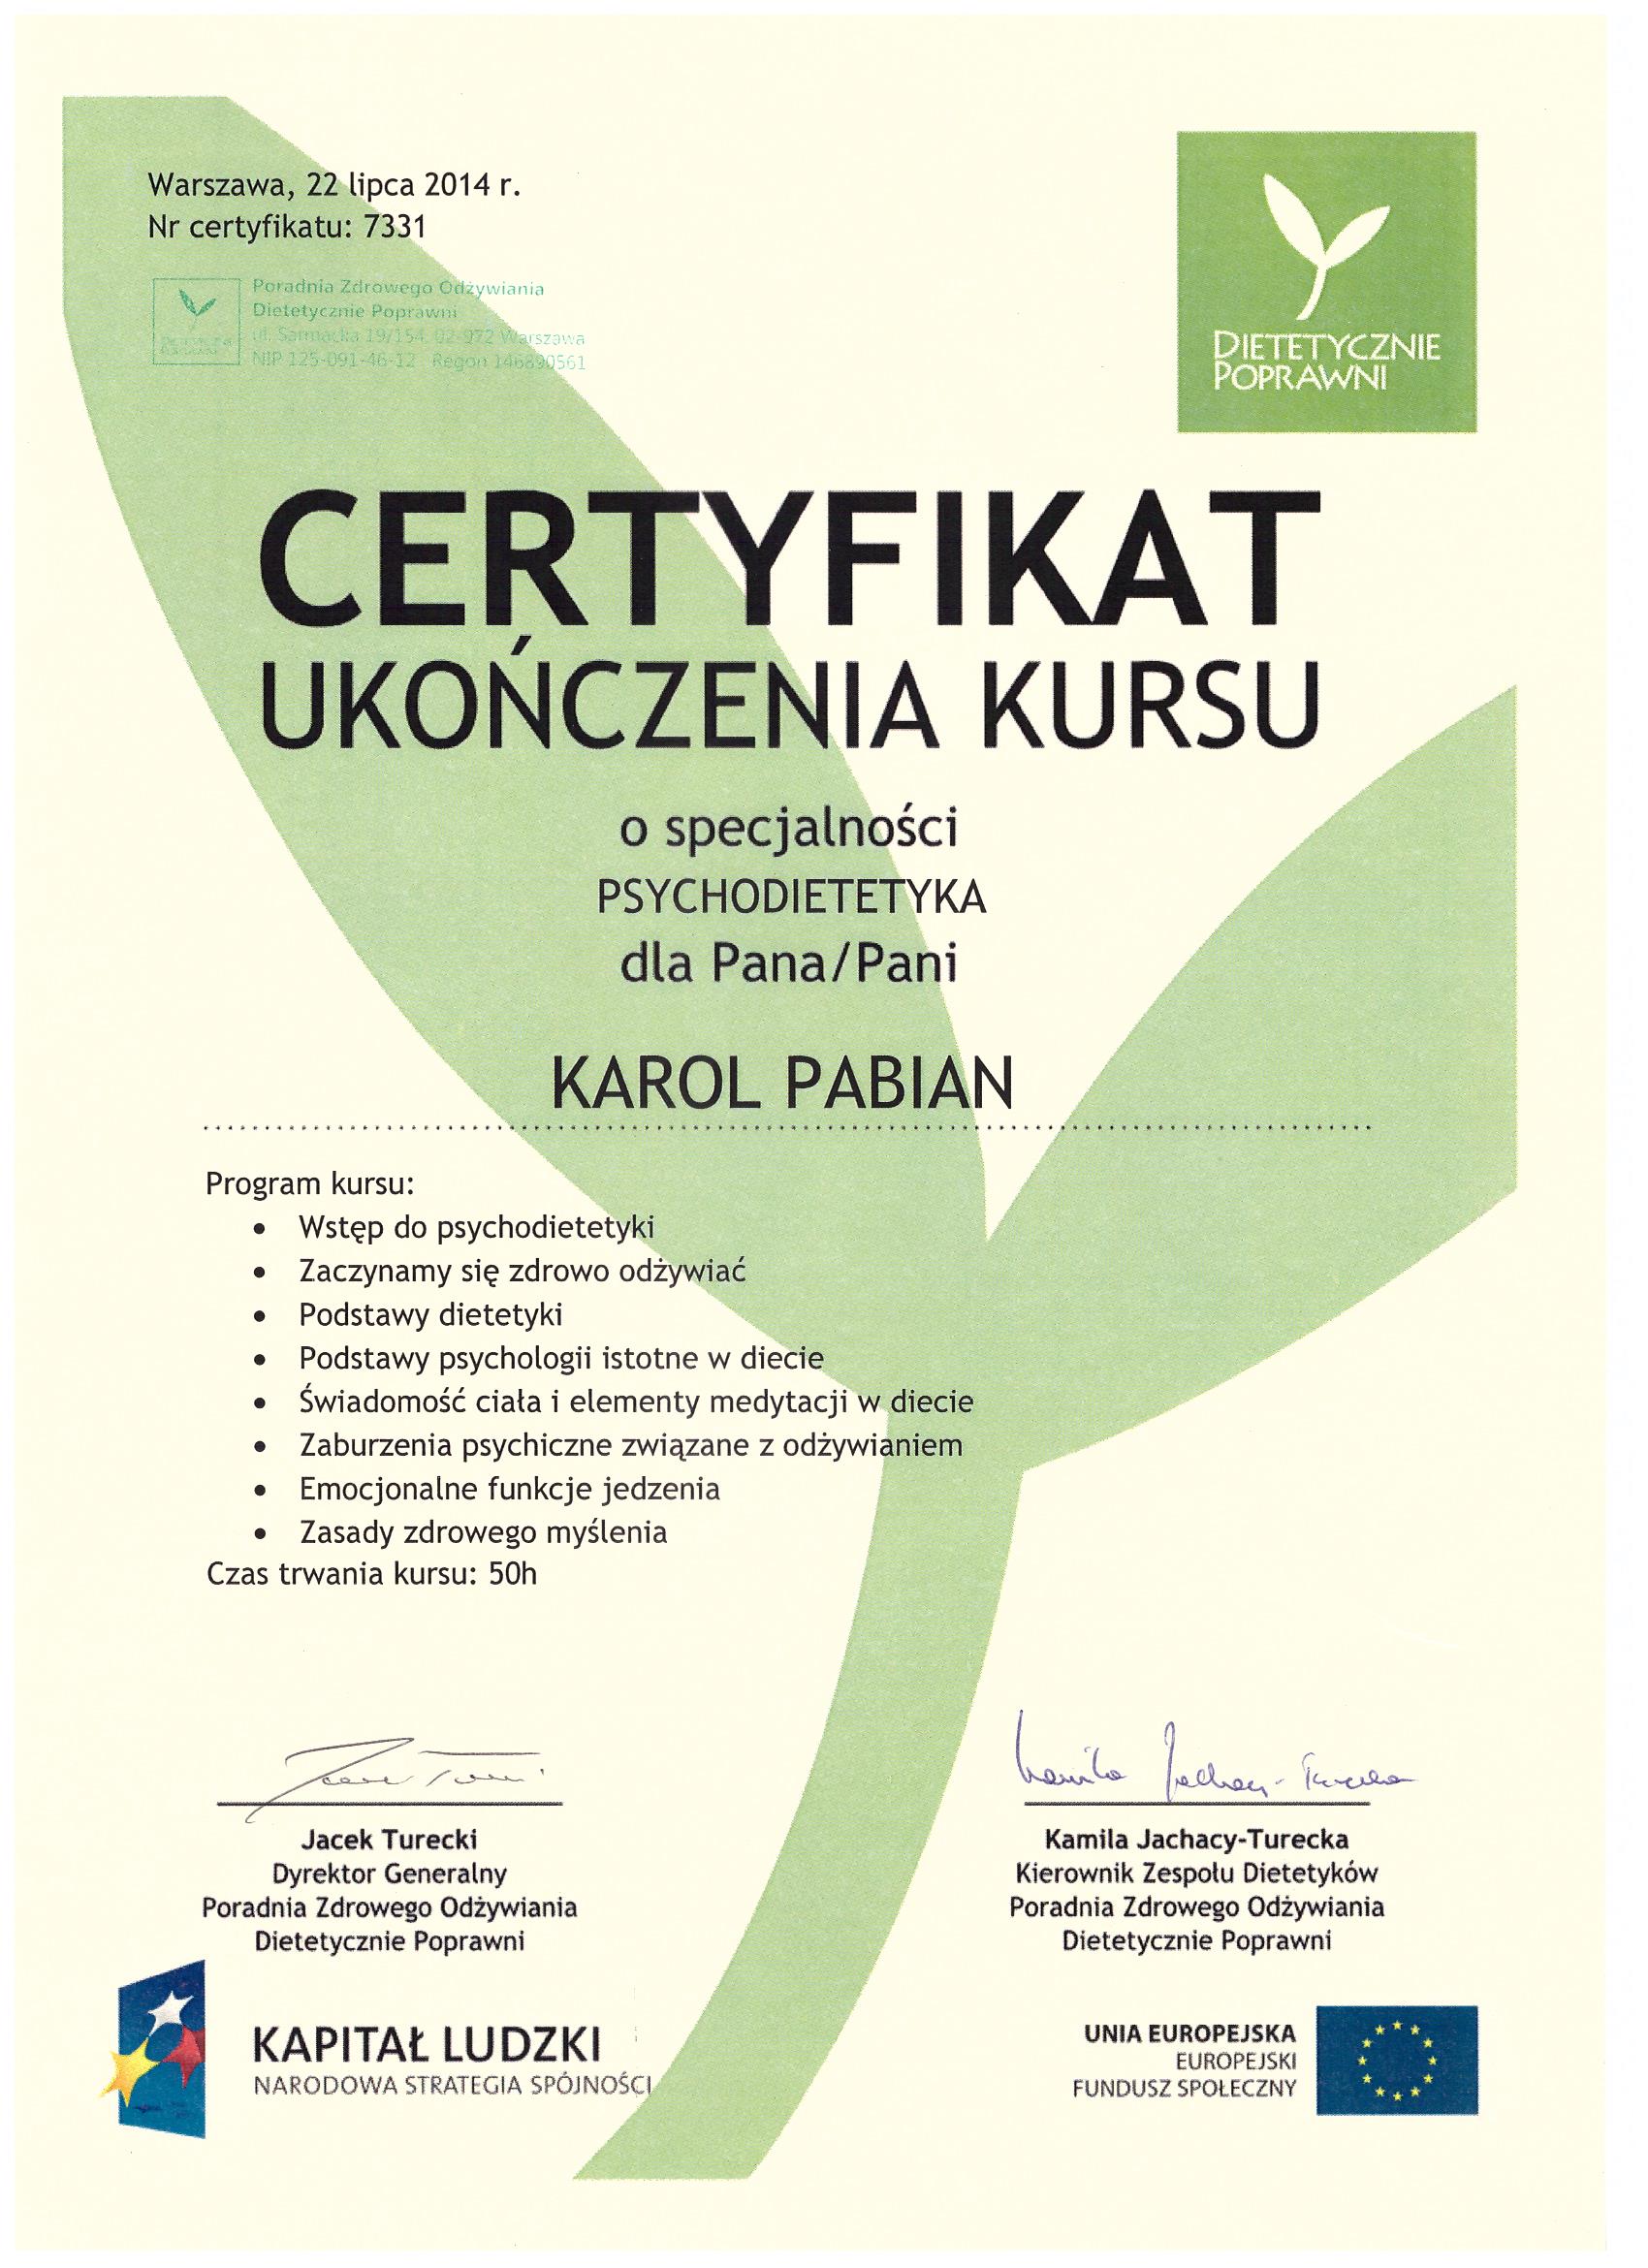 Warszawa, 22 lipca 2014 r.
Nr certyfikatu: 7331
Poradnia Zdrowego Odżywiania
Dietetycznie Poprawni
ul. Sarmacka 19/154, 02-972 Warszawa
NIP 125-091-46-12 Regon 146890561
DIETETYCZNIE
POPRAWNI
CERTYFIKAT
UKOŃCZENIA KURSU
o specjalności
PSYCHODIETETYKA
dla Pana/Pani
KAROL PABIAN
Program kursu:
• Wstęp do psychodietetyki
• Zaczynamy się zdrowo odżywiać
• Podstawy dietetyki
• Podstawy psychologii istotne w diecie
• Świadomość ciała i elementy medytacji w diecie
• Zaburzenia psychiczne związane z odżywianiem
• Emocjonalne funkcje jedzenia
• Zasady zdrowego myślenia
Czas trwania kursu: 50h
Kamila Jachacy-Turecka
Jacek Turecki
Dyrektor Generalny
Poradnia Zdrowego Odżywiania
Dietetycznie Poprawni
Kamila Jachacy-Turecka
Kierownik Zespołu Dietetyków
Poradnia Zdrowego Odżywiania
Dietetycznie Poprawni
KAPITAŁ LUDZKI
NARODOWA STRATEGIA SPÓJNOŚCI
UNIA EUROPEJSKA
EUROPEJSKI
FUNDUSZ SPOŁECZNY